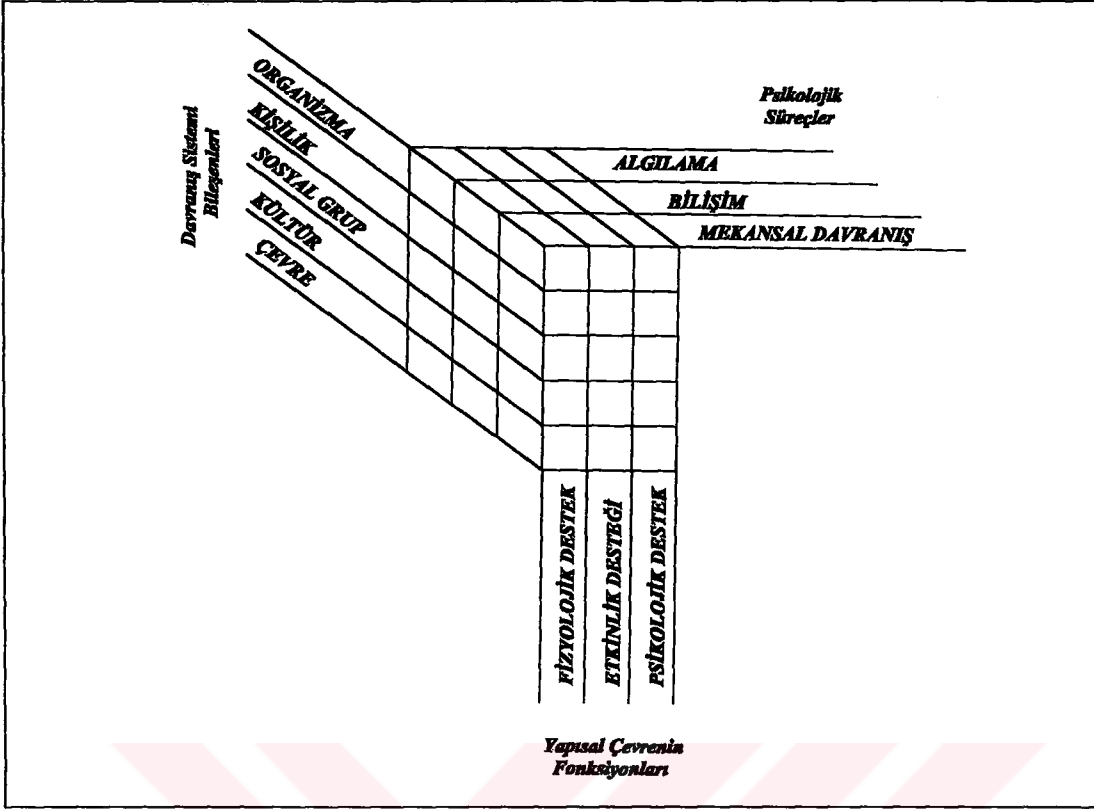 Davranış Sistemi
Bileşenleri
ORGANİZMA
KİŞİLİK
SOSYAL GRUP
KÜLTÜR
ÇEVRE
Psikolojik
Süreçler
ALGILAMA
BİLİŞİM
MEKANSAL DAVRANIŞ
FİZYOLOJİK DESTEK
ETKİNLİK DESTEĞİ
PSİKOLOJİK DESTEK
Yapısal Çevrenin
Fonksiyonları